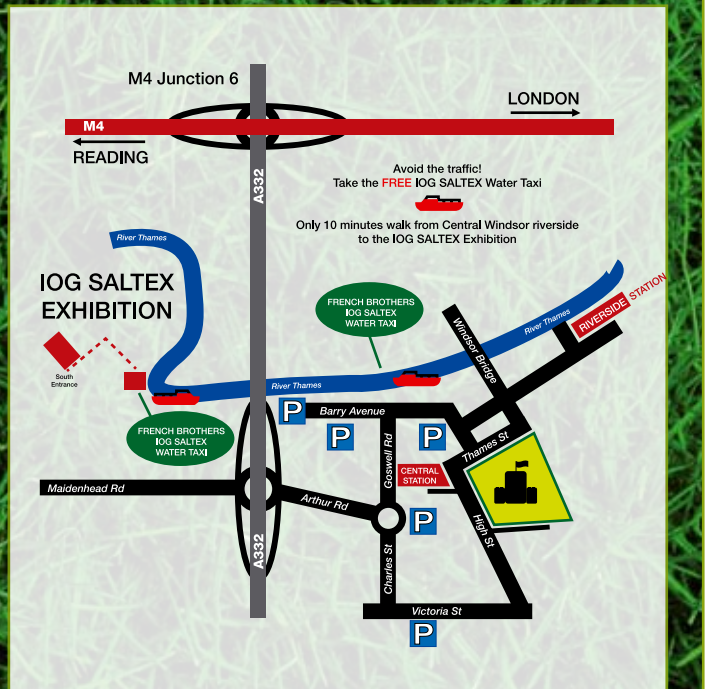 M4 Junction 6
LONDON
M4
READING
A332
Avoid the traffic!
Take the FREE IOG SALTEX Water Taxi
Only 10 minutes walk from Central Windsor riverside
to the IOG SALTEX Exhibition
River Thames
IOG SALTEX
EXHIBITION
South
Entrance
FRENCH BROTHERS
IOG SALTEX
WATER TAXI
RIVERSIDE STATION
River Thames
Windsor Bridge
River Thames
FRENCH BROTHERS
IOG SALTEX
WATER TAXI
P
Barry Avenue
P
P
Goswell Rd
Thames St
CENTRAL
STATION
Maidenhead Rd
Arthur Rd
P
High St
A332
Charles St
Victoria St
P